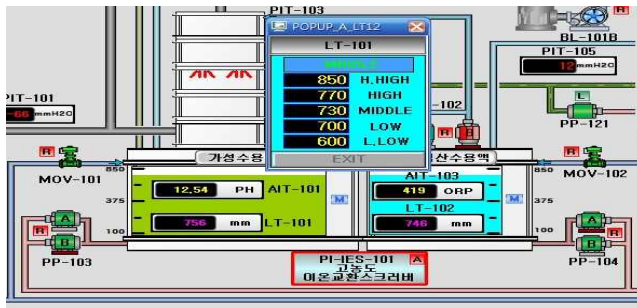 PIT-103
POPUP_A_LT12
LT-101
MIDDLE
850 H.HIGH
770 HIGH
730 MIDDLE
700 LOW
600 L.LOW
EXIT
R
BL-101B
PIT-105
12 mmH2O
L
PP-121
PIT-101
-66 mmH2O
-102
R
R
MOV-101
R
MOV-102
가성수용
산수용액
850
375
100
12.54 PH AIT-101
756 mm LT-101
M
AIT-103
419 ORP
LT-102
746 mm
M
850
375
100
A
R
B
PP-103
A
R
B
PP-104
PI-IES-101 A
고농도
이온교환스크러버